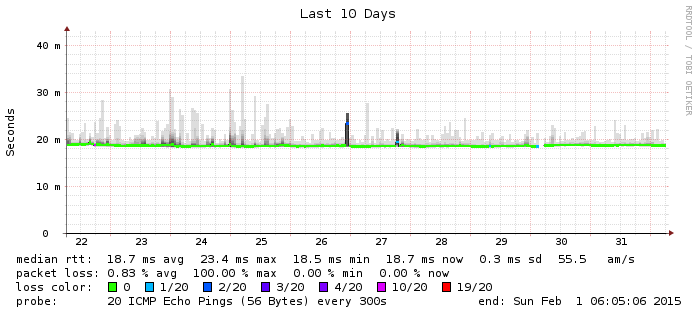 Last 10 Days
RRDTOOL / TOBI OETIKER
Seconds
40 m
30 m
20 m
10 m
0
22 23 24 25 26 27 28 29 30 31
median rtt: 18.7 ms avg 23.4 ms max 18.5 ms min 18.7 ms now 0.3 ms sd 55.5 am/s
packet loss: 0.83 % avg 100.00 % max 0.00 % min 0.00 % now
loss color: 0 1/20 2/20 3/20 4/20 10/20 19/20
probe: 20 ICMP Echo Pings (56 Bytes) every 300s end: Sun Feb 1 06:05:06 2015